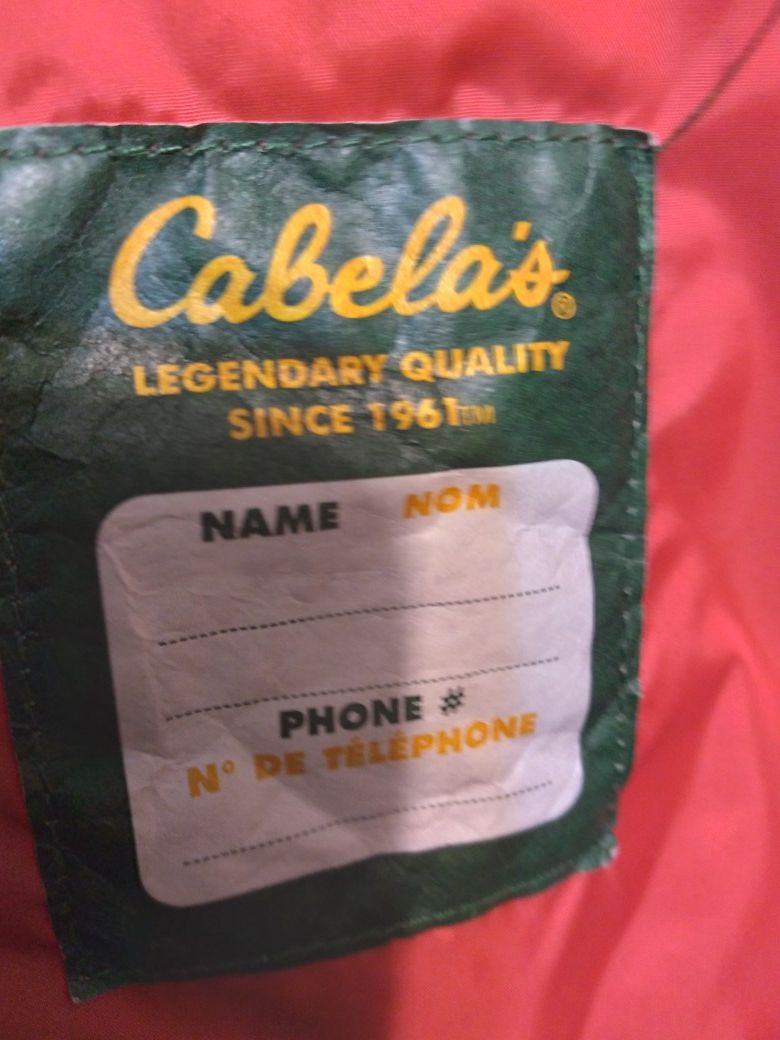 Cabela's®
LEGENDARY QUALITY
SINCE 1961™
NAME NOM
PHONE #
N° DE TÉLÉPHONE